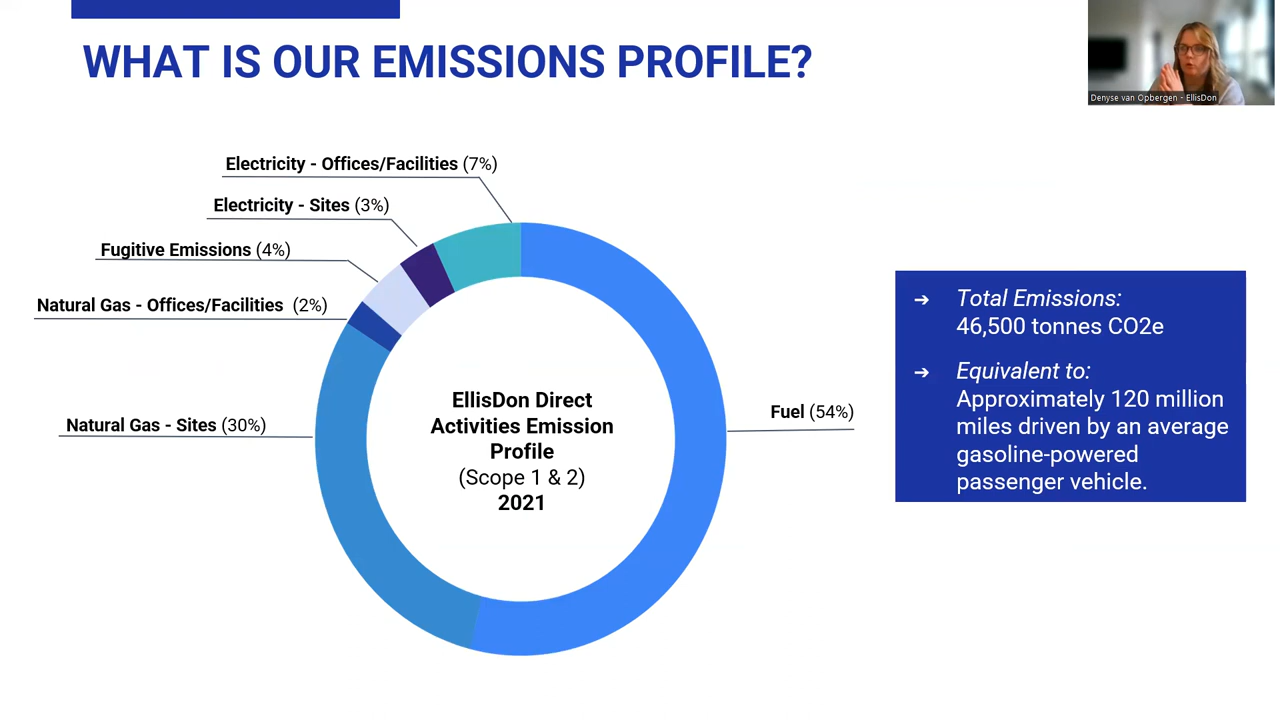 WHAT IS OUR EMISSIONS PROFILE?
Denyse van Opbergen - EllisDon
Electricity - Offices/Facilities (7%)
Electricity - Sites (3%)
Fugitive Emissions (4%)
Natural Gas - Offices/Facilities (2%)
Natural Gas - Sites (30%)
EllisDon Direct
Activities Emission
Profile
(Scope 1 & 2)
2021
Fuel (54%)
➔ Total Emissions:
46,500 tonnes CO2e
➔ Equivalent to:
Approximately 120 million
miles driven by an average
gasoline-powered
passenger vehicle.